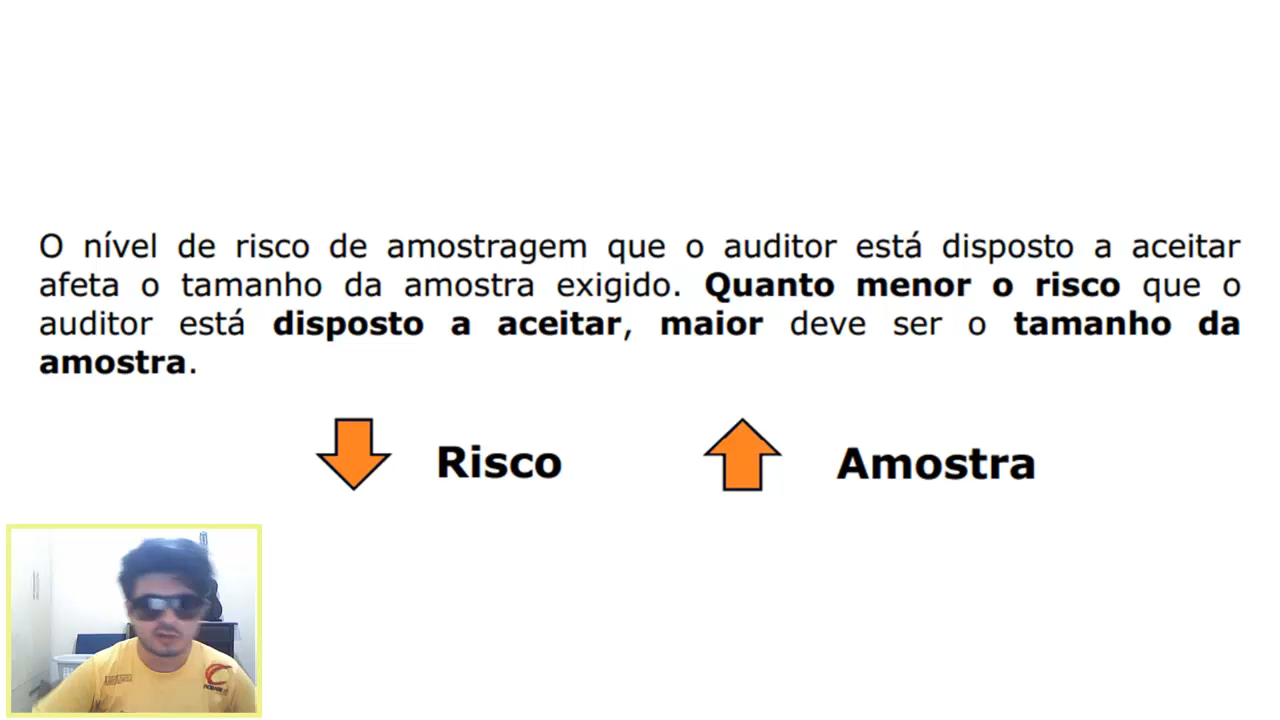 O nível de risco de amostragem que o auditor está disposto a aceitar
afeta o tamanho da amostra exigido. Quanto menor o risco que o
auditor está disposto a aceitar, maior deve ser o tamanho da
amostra.
Risco Amostra